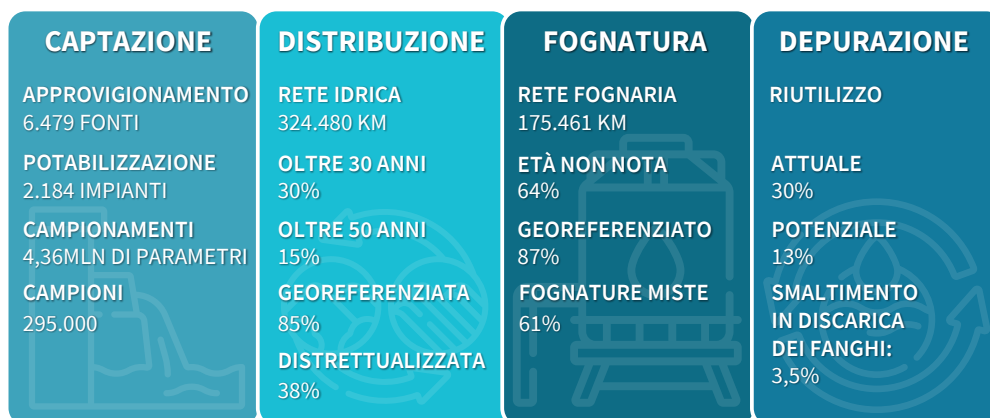 CAPTAZIONE
APPROVIGIONAMENTO
6.479 FONTI
POTABILIZZAZIONE
2.184 IMPIANTI
CAMPIONAMENTI
4,36MLN DI PARAMETRI
CAMPIONI
295.000
DISTRIBUZIONE
RETE IDRICA
324.480 KM
OLTRE 30 ANNI
30%
OLTRE 50 ANNI
15%
GEOREFERENZIATA
85%
DISTRETTUALIZZATA
38%
FOGNATURA
RETE FOGNARIA
175.461 KM
ETÀ NON NOTA
64%
GEOREFERENZIATO
87%
FOGNATURE MISTE
61%
DEPURAZIONE
RIUTILIZZO
ATTUALE
30%
POTENZIALE
13%
SMALTIMENTO
IN DISCARICA
DEI FANGHI:
3,5%